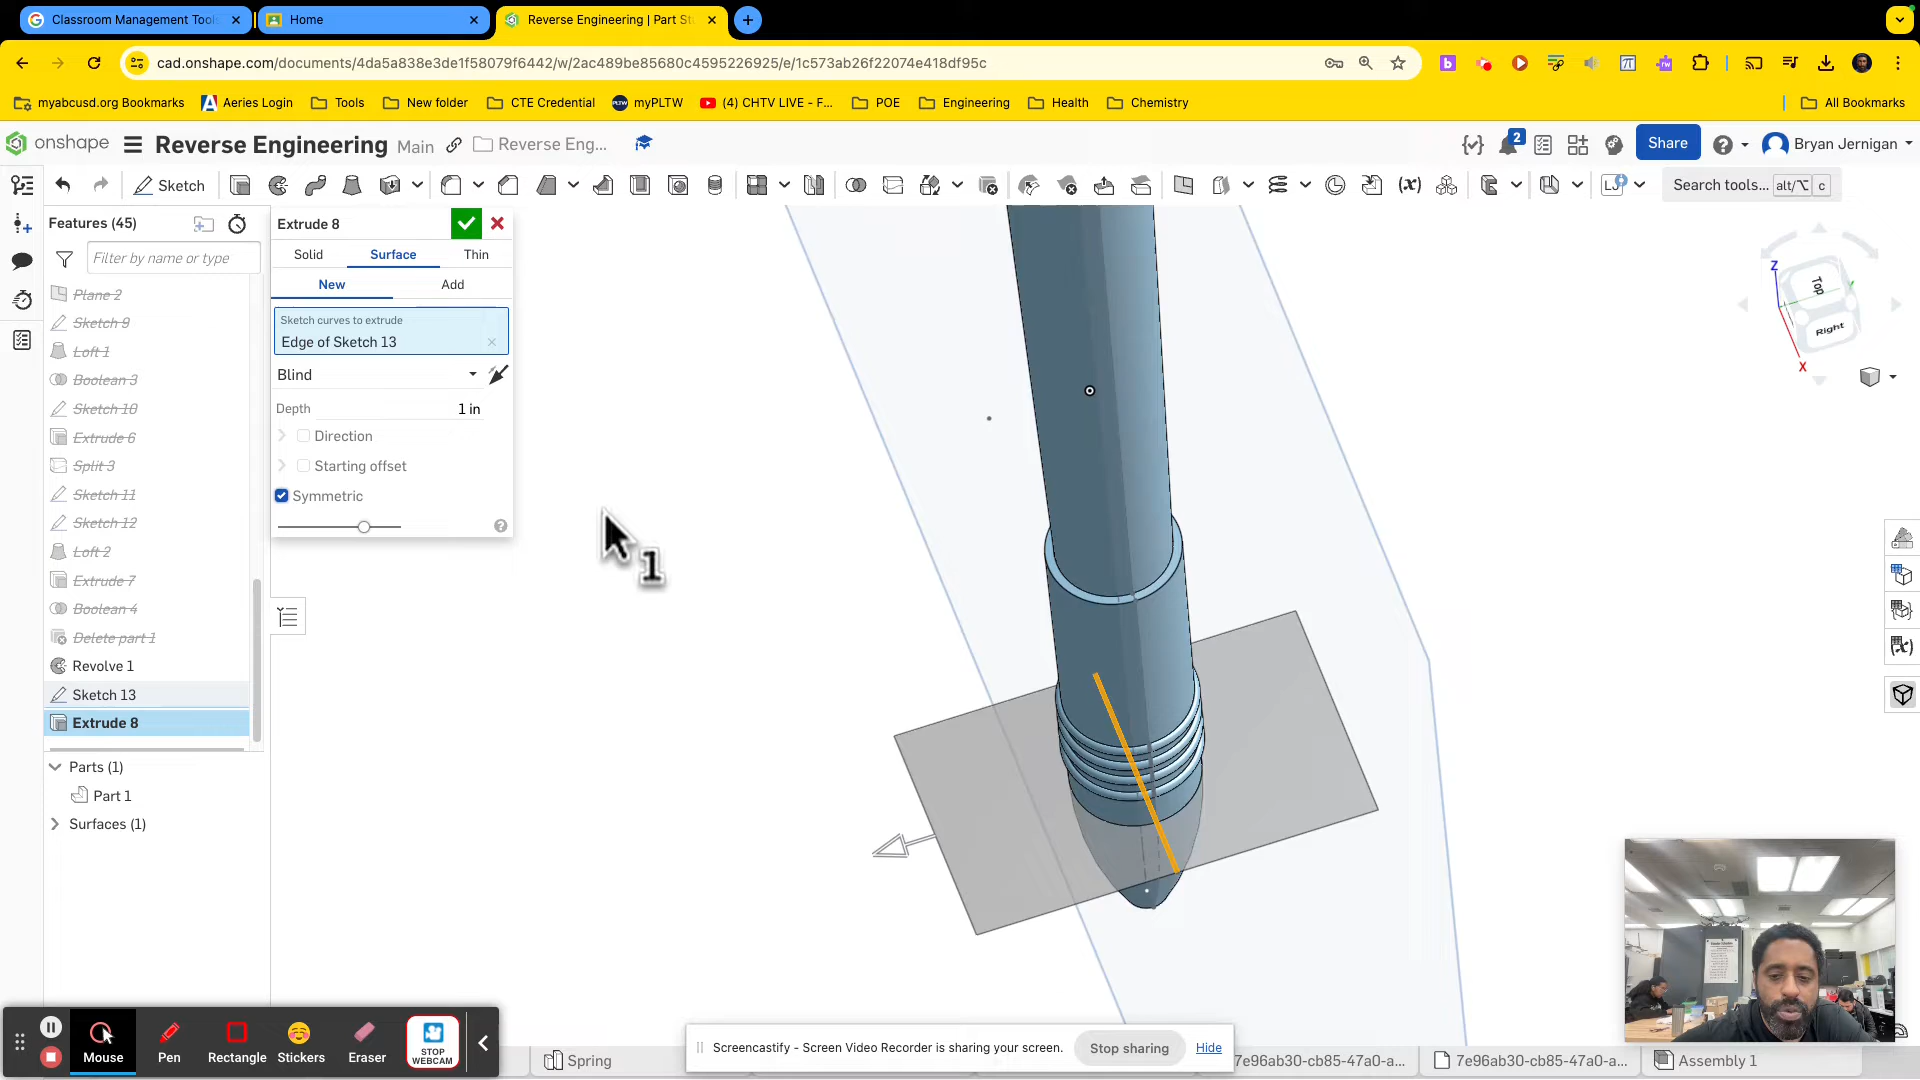 Classroom Management Tool
Home
Reverse Engineering | Part St
cad.onshape.com/documents/4da5a838e3de1f58079f6442/w/2ac489be85680c4595226925/e/1c573ab26f22074e418df95c
myabcusd.org Bookmarks
Aeries Login
Tools
New folder
CTE Credential
myPLTW
(4) CHTV LIVE - F...
POE
Engineering
Health
Chemistry
All Bookmarks
onshape
Reverse Engineering
Main
Reverse Eng...
2
Share
Bryan Jernigan
Sketch
Search tools...
alt/⌥
c
Features (45)
Filter by name or type
Plane 2
Sketch 9
Loft 1
Boolean 3
Sketch 10
Extrude 6
Split 3
Sketch 11
Sketch 12
Loft 2
Extrude 7
Boolean 4
Delete part 1
Revolve 1
Sketch 13
Extrude 8
Parts (1)
Part 1
Surfaces (1)
Extrude 8
Solid
Surface
Thin
New
Add
Sketch curves to extrude
Edge of Sketch 13
Blind
Depth
1 in
Direction
Starting offset
Symmetric
1
Z
Top
Right
X
Mouse
Pen
Rectangle
Stickers
Eraser
STOP
WEBCAM
Spring
Screencastify - Screen Video Recorder is sharing your screen.
Stop sharing
Hide
7e96ab30-cb85-47a0-a...
7e96ab30-cb85-47a0-a...
Assembly 1